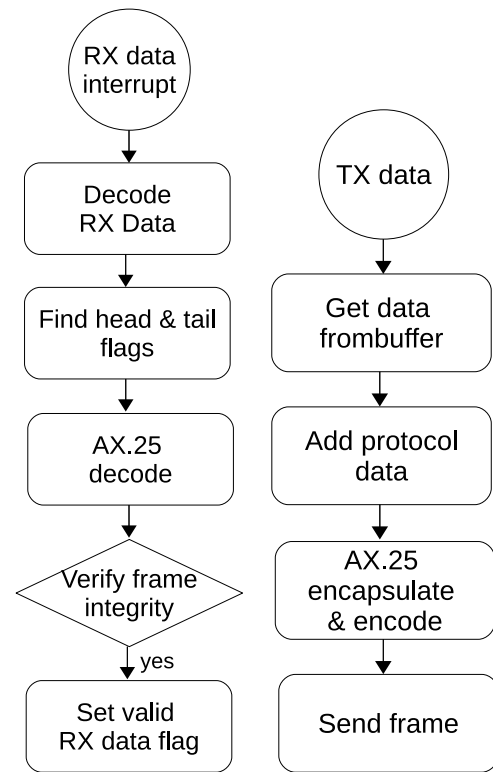 RX data
interrupt
Decode
RX Data
Find head & tail
flags
AX.25
decode
Verify frame
integrity
yes
Set valid
RX data flag
TX data
Get data
frombuffer
Add protocol
data
AX.25
encapsulate
& encode
Send frame